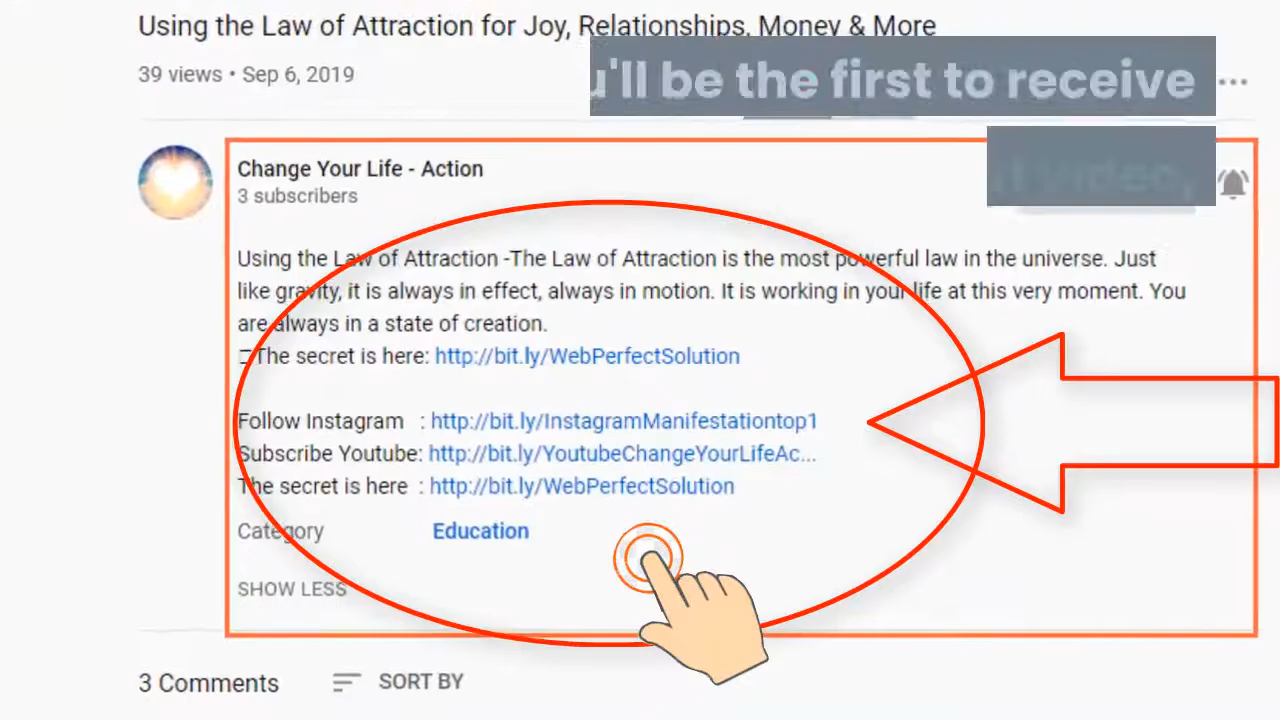 Using the Law of Attraction for Joy, Relationships, Money & More
'll be the first to receive
39 views • Sep 6, 2019
Change Your Life - Action
3 subscribers
video,
Using the Law of Attraction -The Law of Attraction is the most powerful law in the universe. Just
like gravity, it is always in effect, always in motion. It is working in your life at this very moment. You
are always in a state of creation.
The secret is here: http://bit.ly/WebPerfectSolution
Follow Instagram : http://bit.ly/InstagramManifestationtop1
Subscribe Youtube: http://bit.ly/YoutubeChangeYourLifeAc...
The secret is here : http://bit.ly/WebPerfectSolution
Category Education
SHOW LESS
3 Comments SORT BY